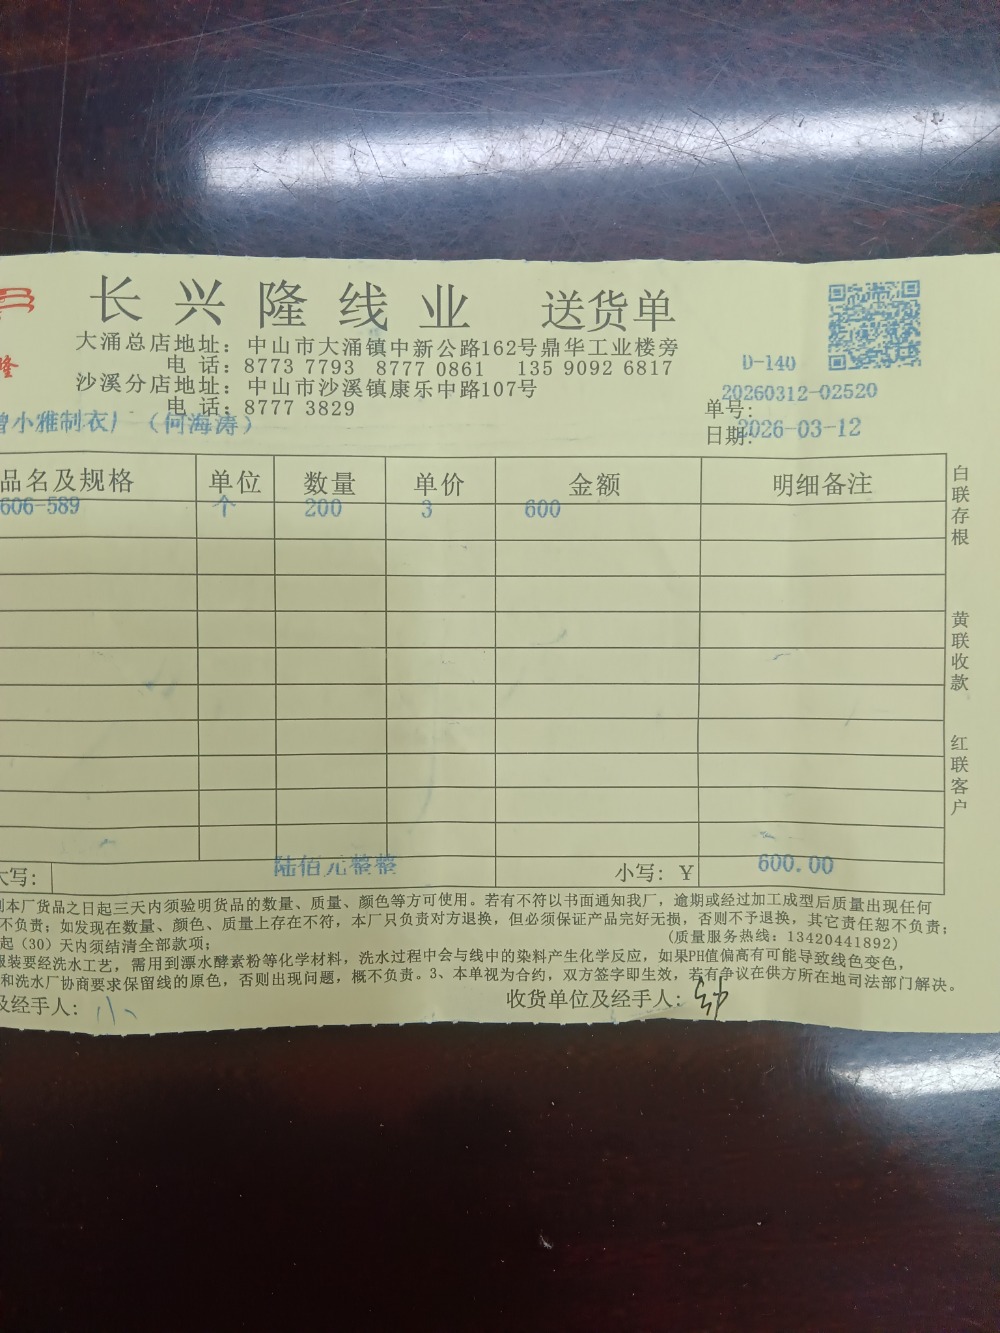 长兴隆线业 送货单
隆
大涌总店地址：中山市大涌镇中新公路162号鼎华工业楼旁
电 话：8773 7793 8777 0861 135 9092 6817
沙溪分店地址：中山市沙溪镇康乐中路107号
电 话：8777 3829
D-140
曾小雅制衣厂（何海涛）
单号：20260312-02520
日期：2026-03-12
品名及规格 单位 数量 单价 金额 明细备注
606-589 个 200 3 600
白联存根
黄联收款
红联客户
大写： 陆佰元整整 小写：￥ 600.00
到本厂货品之日起三天内须验明货品的数量、质量、颜色等方可使用。若有不符以书面通知我厂，逾期或经过加工成型后质量出现任何
不负责；如发现在数量、颜色、质量上存在不符，本厂只负责对方退换，但必须保证产品完好无损，否则不予退换，其它责任恕不负责；
起（30）天内须结清全部款项； (质量服务热线：13420441892)
服装要经洗水工艺，需用到漂水酵素粉等化学材料，洗水过程中会与线中的染料产生化学反应，如果PH值偏高有可能导致线色变色，
和洗水厂协商要求保留线的原色，否则出现问题，概不负责。3、本单视为合约，双方签字即生效，若有争议在供方所在地司法部门解决。
及经手人： 收货单位及经手人：